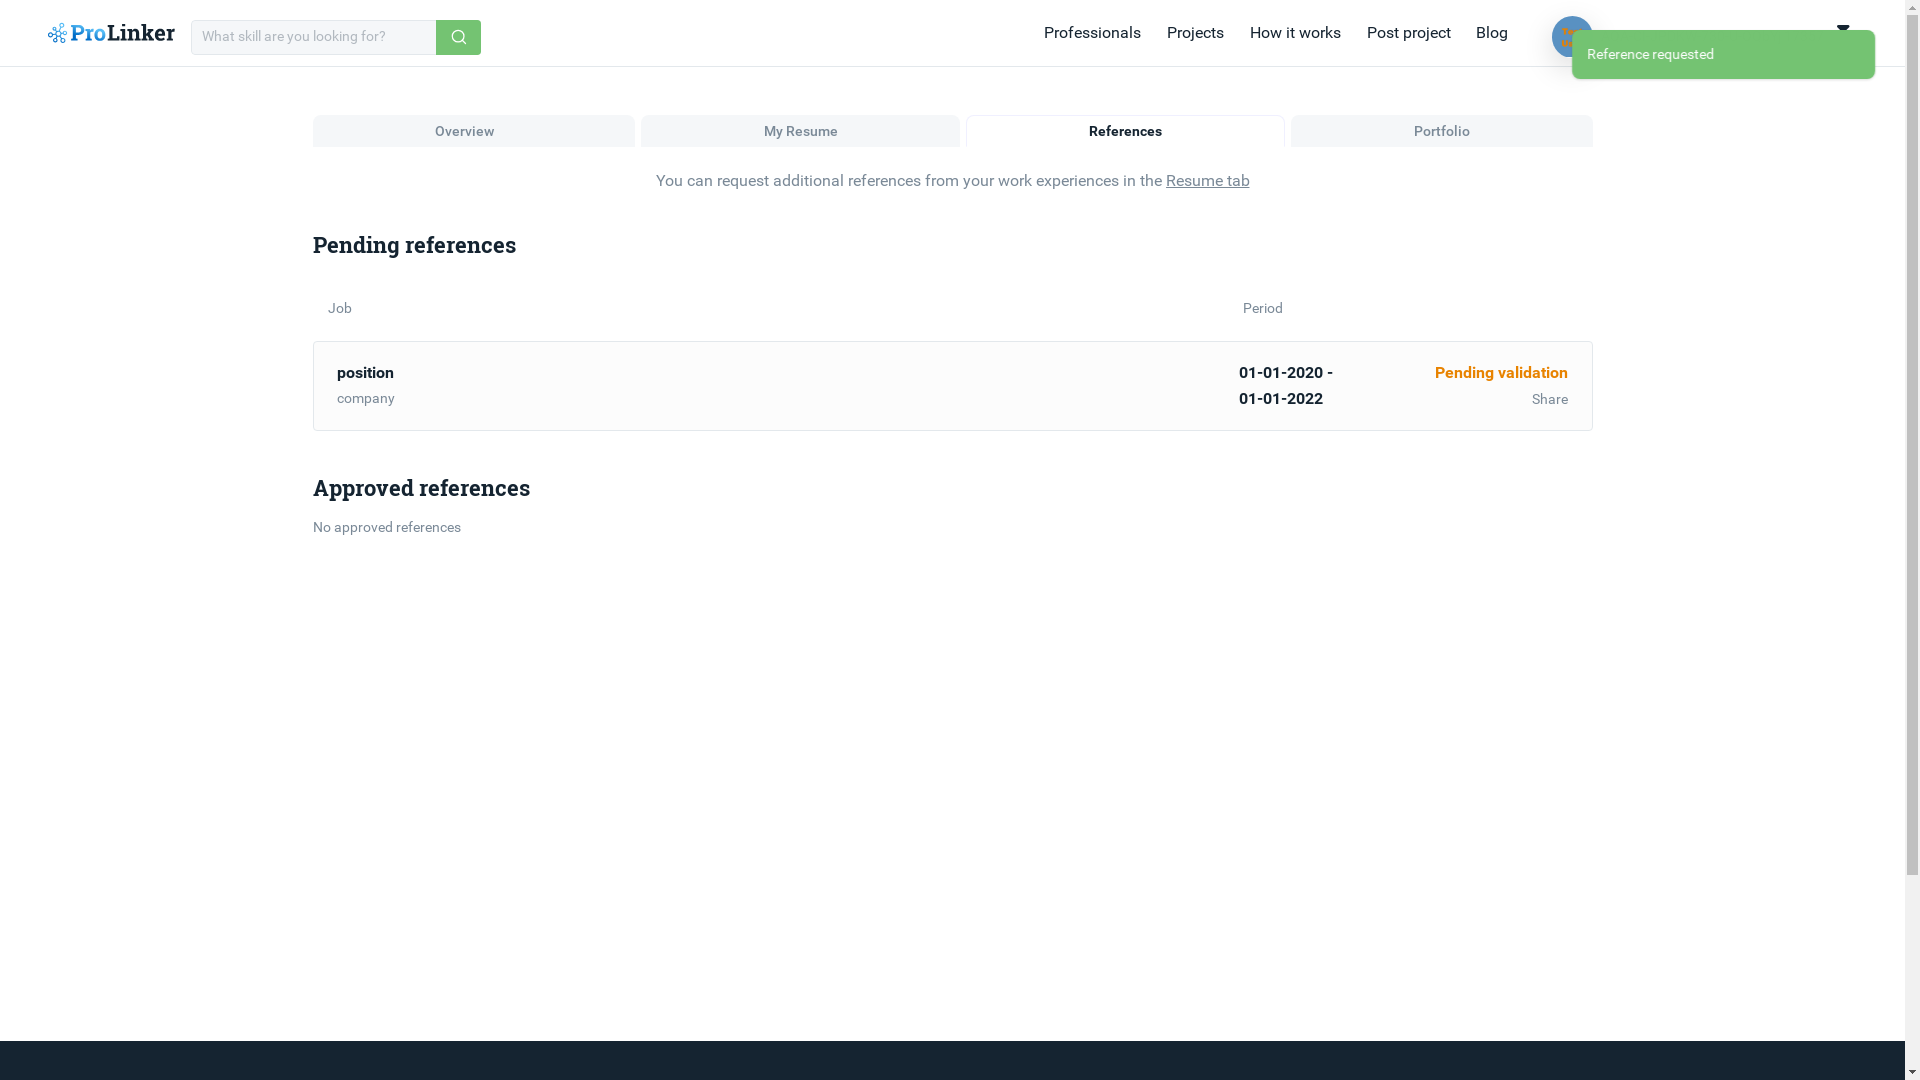 ProLinker
What skill are you looking for?
Professionals
Projects
How it works
Post project
Blog
Reference requested
Overview
My Resume
References
Portfolio
You can request additional references from your work experiences in the Resume tab
Pending references
Job
Period
position
company
01-01-2020 -
01-01-2022
Pending validation
Share
Approved references
No approved references